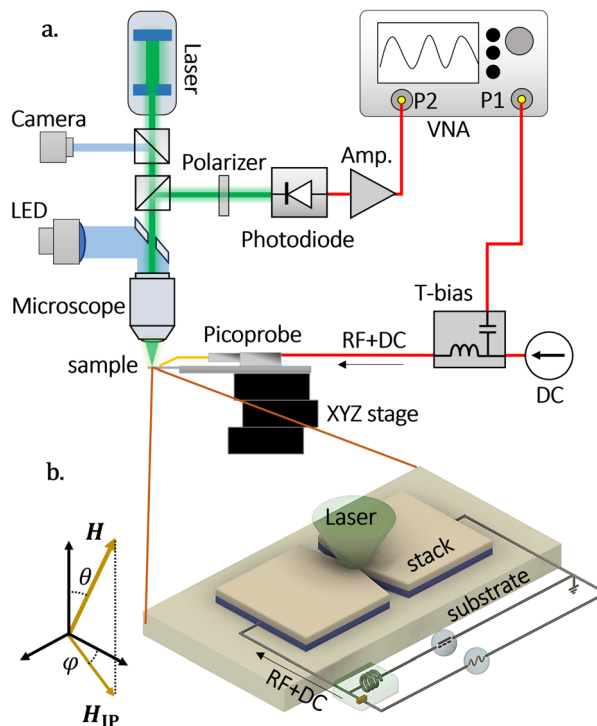 a.
Laser
Camera
P2
P1
VNA
Polarizer
Amp.
LED
Photodiode
Microscope
T-bias
Picoprobe
RF+DC
sample
DC
XYZ stage
b.
H
Laser
θ
stack
substrate
φ
RF+DC
H_IP